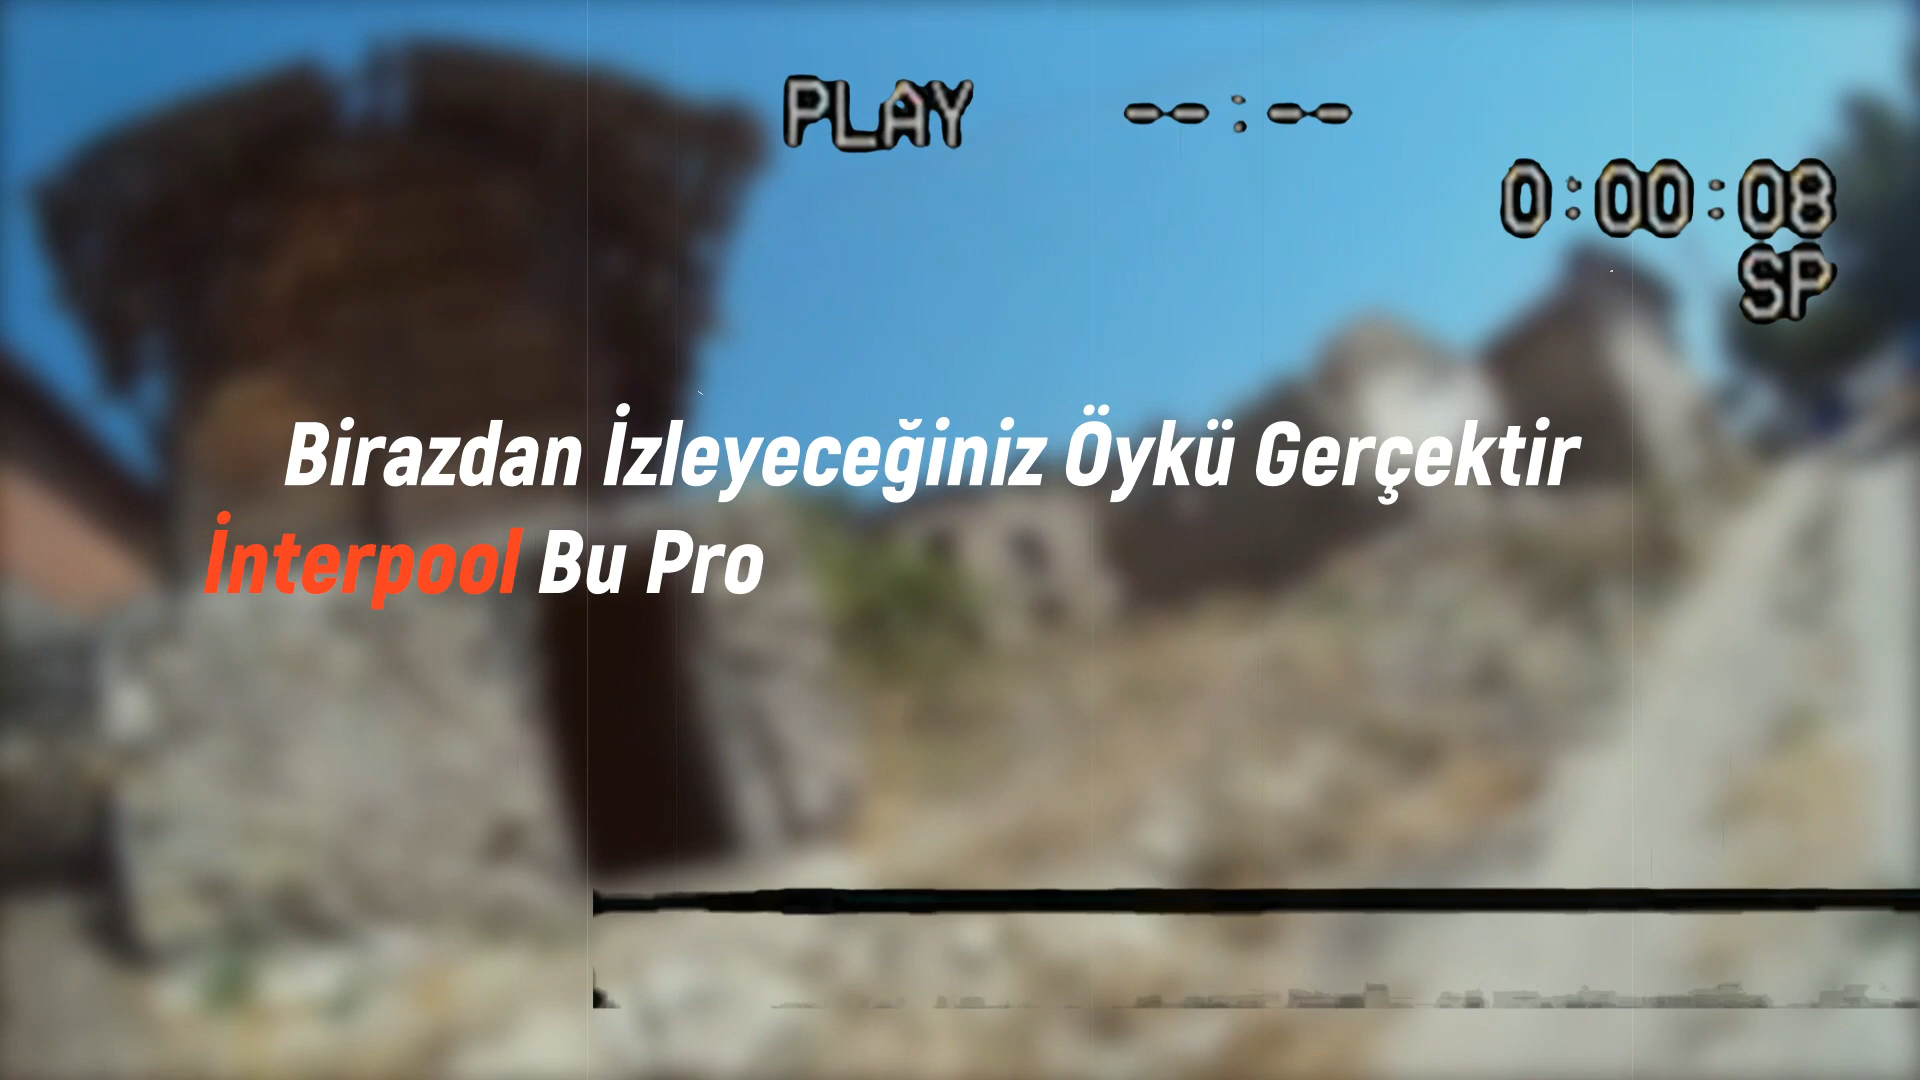 PLAY --:--
0:00:08
SP
Birazdan İzleyeceğiniz Öykü Gerçektir
İnterpool Bu Pro